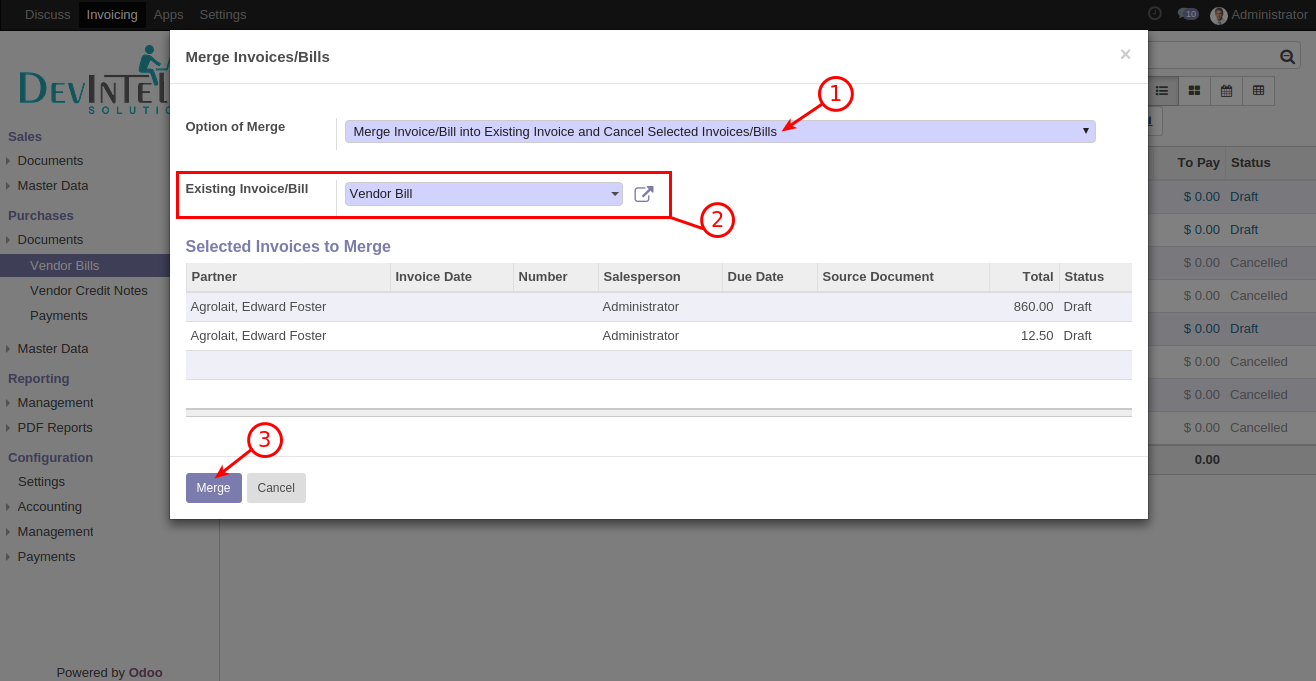 Discuss Invoicing Apps Settings 10 Administrator
DEVINTEL
SOLUTIO
Sales
Documents
Master Data
Purchases
Documents
Vendor Bills
Vendor Credit Notes
Payments
Master Data
Reporting
Management
PDF Reports
Configuration
Settings
Accounting
Management
Payments
Powered by Odoo
Merge Invoices/Bills ×
1
Option of Merge Merge Invoice/Bill into Existing Invoice and Cancel Selected Invoices/Bills
Existing Invoice/Bill Vendor Bill
2
Selected Invoices to Merge
Partner Invoice Date Number Salesperson Due Date Source Document Total Status
Agrolait, Edward Foster Administrator 860.00 Draft
Agrolait, Edward Foster Administrator 12.50 Draft
3
Merge Cancel
To Pay Status
$ 0.00 Draft
$ 0.00 Draft
$ 0.00 Cancelled
$ 0.00 Cancelled
$ 0.00 Draft
$ 0.00 Cancelled
$ 0.00 Cancelled
$ 0.00 Cancelled
0.00